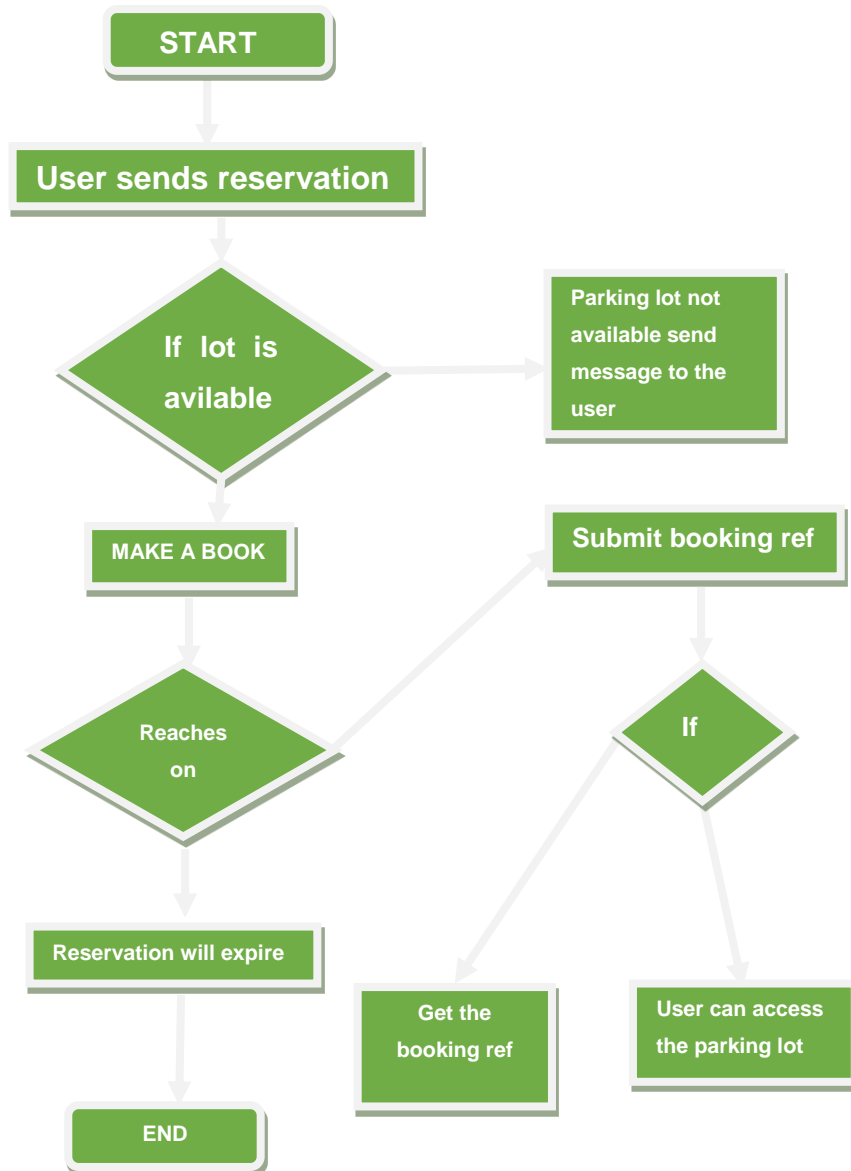 START
User sends reservation
If lot is
avilable
Parking lot not
available send
message to the
user
MAKE A BOOK
Submit booking ref
Reaches
on
If
Reservation will expire
Get the
booking ref
User can access
the parking lot
END